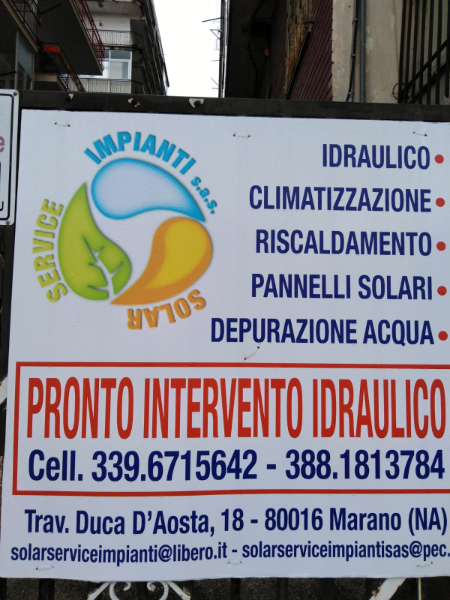 IMPIANTI s.a.s.
SERVICE
SOLAR
IDRAULICO •
CLIMATIZZAZIONE •
RISCALDAMENTO •
PANNELLI SOLARI •
DEPURAZIONE ACQUA •
PRONTO INTERVENTO IDRAULICO
Cell. 339.6715642 - 388.1813784
Trav. Duca D'Aosta, 18 - 80016 Marano (NA)
solarserviceimpianti@libero.it - solarserviceimpiantisas@pec.